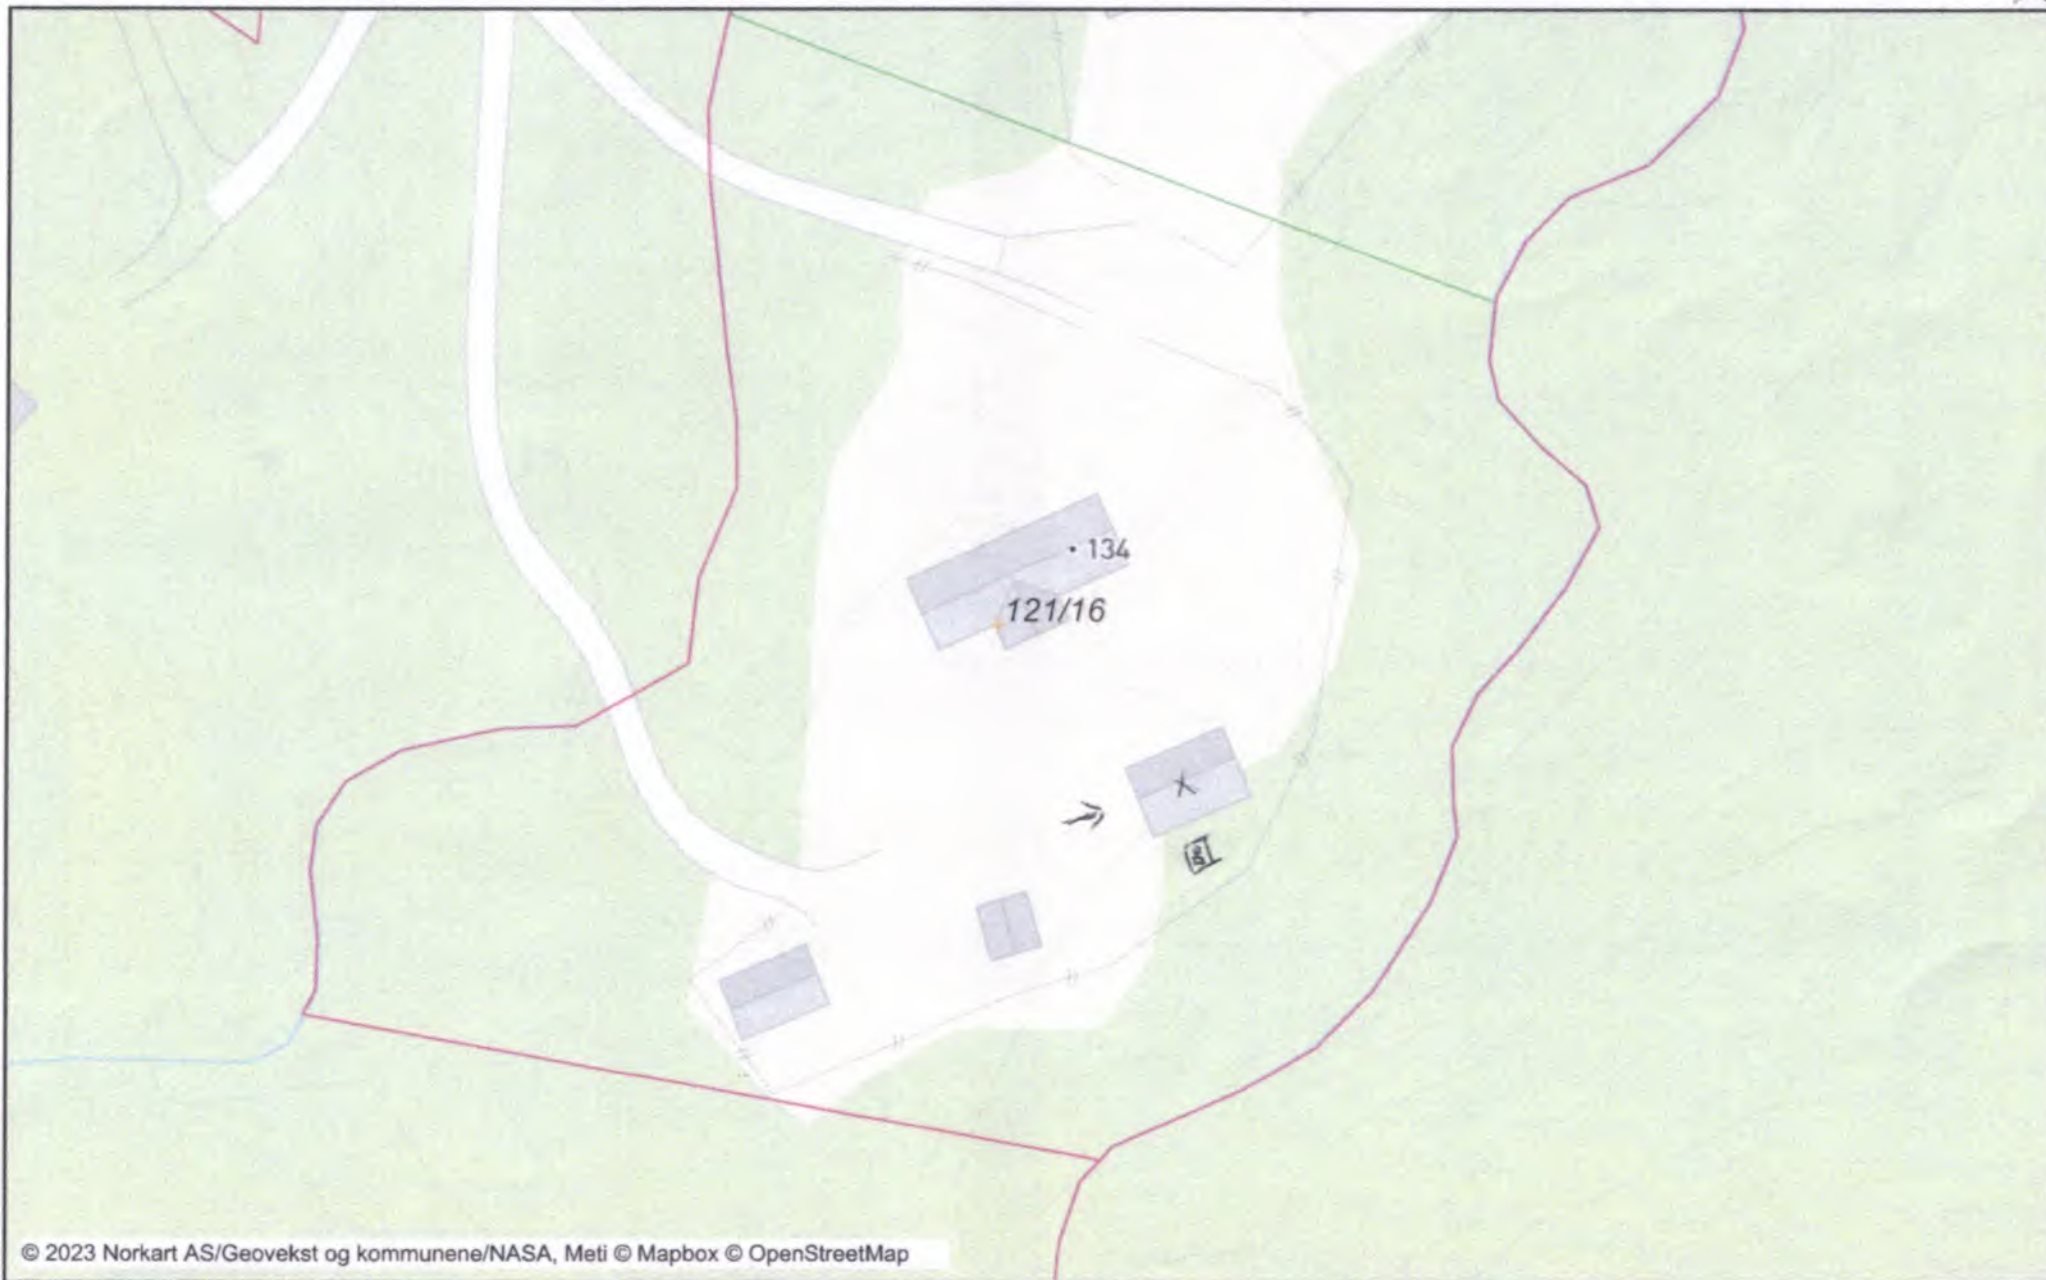 134
121/16
X
© 2023 Norkart AS/Geovekst og kommunene/NASA, Meti © Mapbox © OpenStreetMap